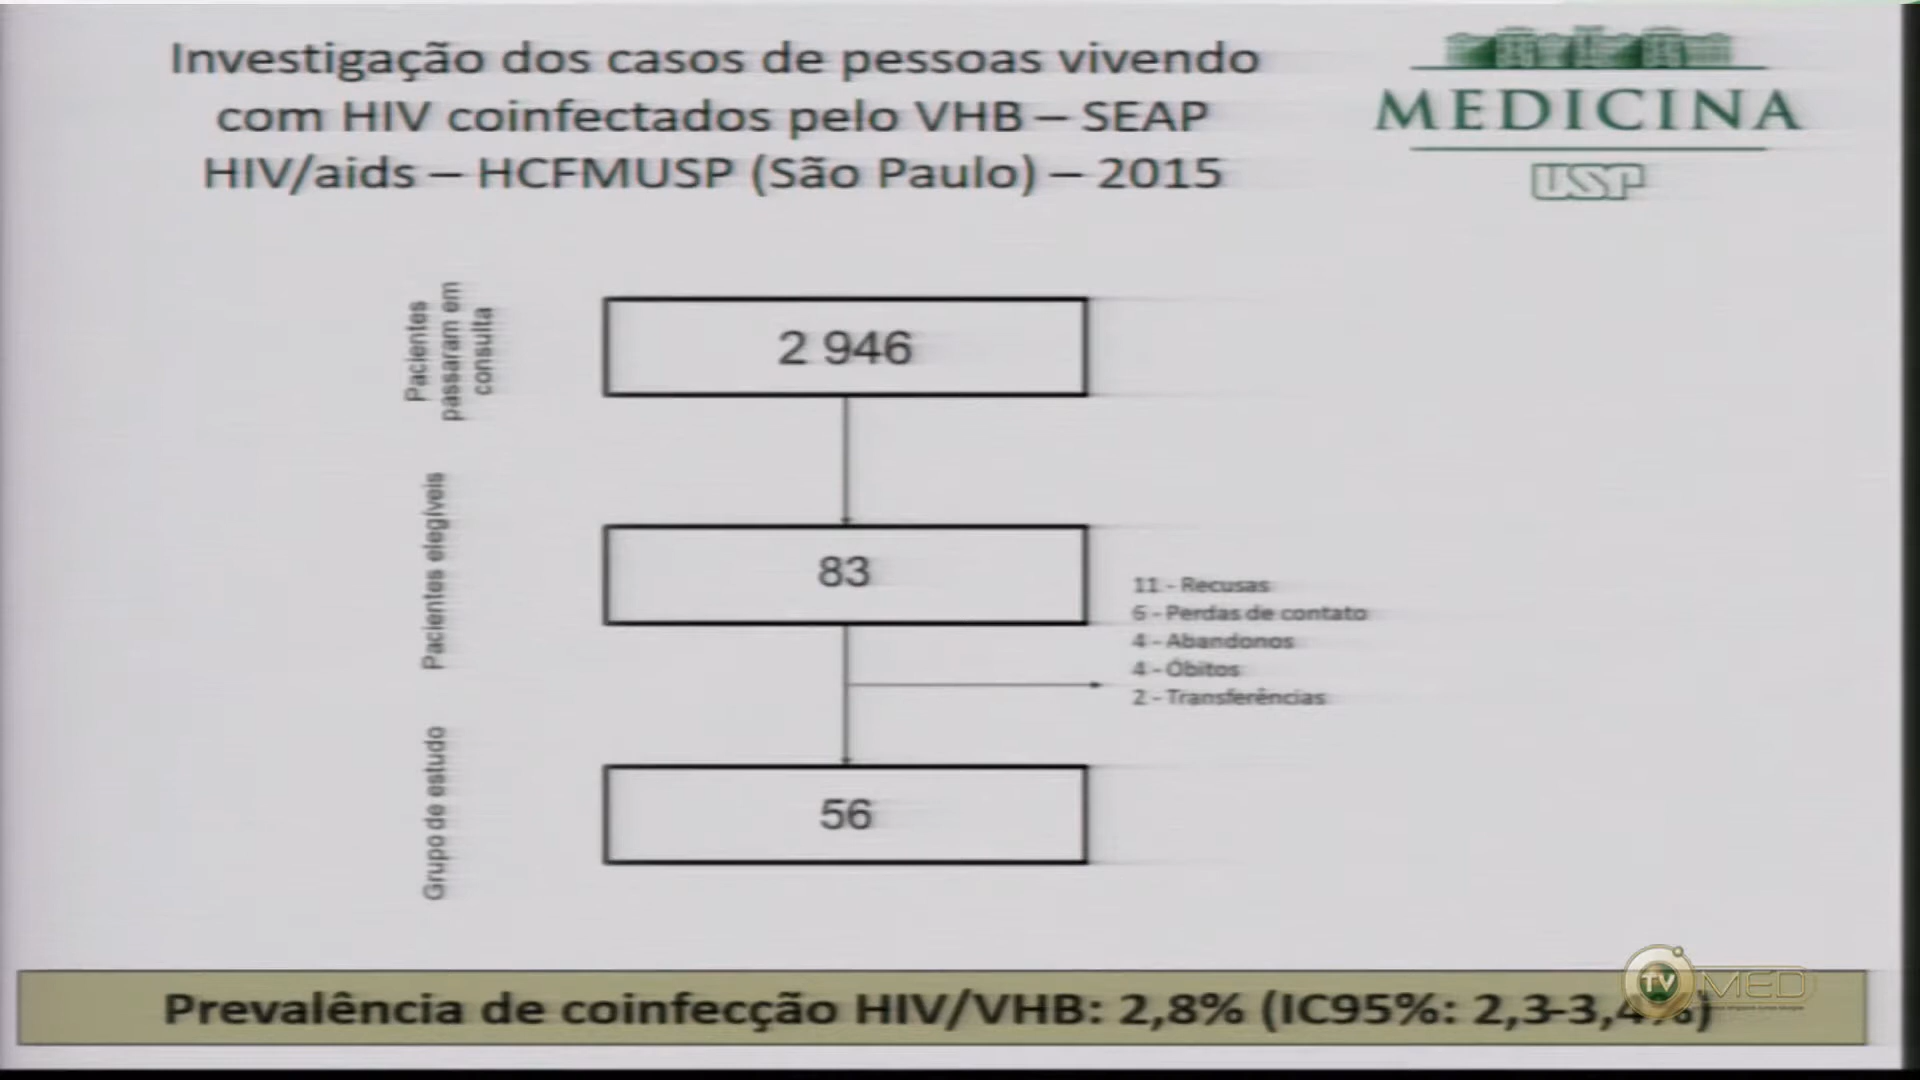 Investigação dos casos de pessoas vivendo
com HIV coinfectados pelo VHB – SEAP
HIV/aids – HCFMUSP (São Paulo) – 2015
MEDICINA
USP
Pacientes
passaram em
consulta
2 946
Pacientes elegíveis
83
11 - Recusas
6 - Perdas de contato
4 - Abandonos
4 - Óbitos
2 - Transferências
Grupo de estudo
56
Prevalência de coinfecção HIV/VHB: 2,8% (IC95%: 2,3-3,4%)
TV MED